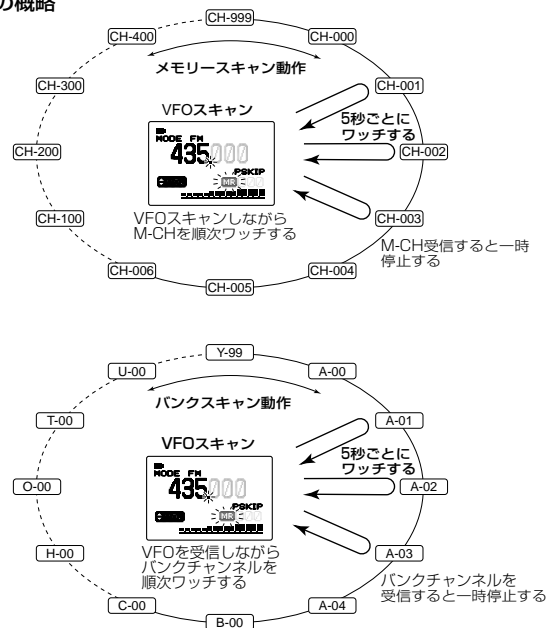 の概略
CH-999
CH-400
CH-000
メモリースキャン動作
CH-300
CH-001
VFOスキャン
5秒ごとに
ワッチする
MODE FM
435.000
CH-200
CH-002
PSKIP
MR
VFOスキャンしながら
M-CHを順次ワッチする
CH-100
CH-003
M-CH受信すると一時
停止する
CH-006
CH-004
CH-005
Y-99
U-00
A-00
バンクスキャン動作
T-00
A-01
VFOスキャン
5秒ごとに
ワッチする
MODE FM
435.000
O-00
A-02
PSKIP
MR
VFOを受信しながら
バンクチャンネルを
順次ワッチする
H-00
A-03
バンクチャンネルを
受信すると一時停止する
C-00
A-04
B-00